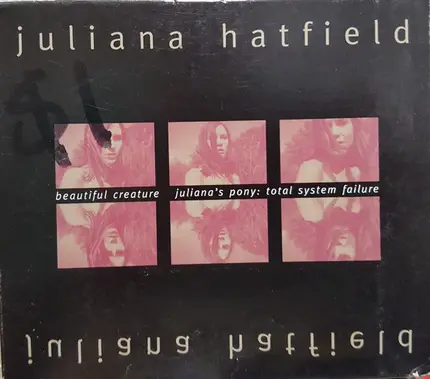 juliana hatfield
beautiful creature juliana's pony: total system failure
juliana hatfield